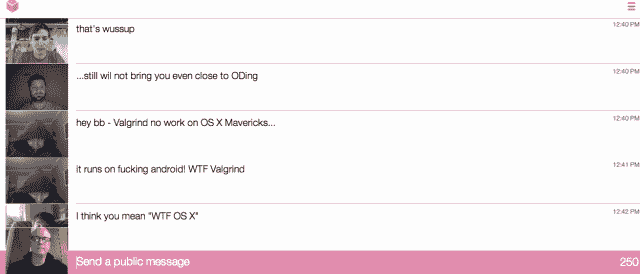 that's wussup
12:40 PM
...still wil not bring you even close to ODing
12:40 PM
hey bb - Valgrind no work on OS X Mavericks...
12:40 PM
it runs on fucking android! WTF Valgrind
12:41 PM
I think you mean "WTF OS X"
12:42 PM
Send a public message
250